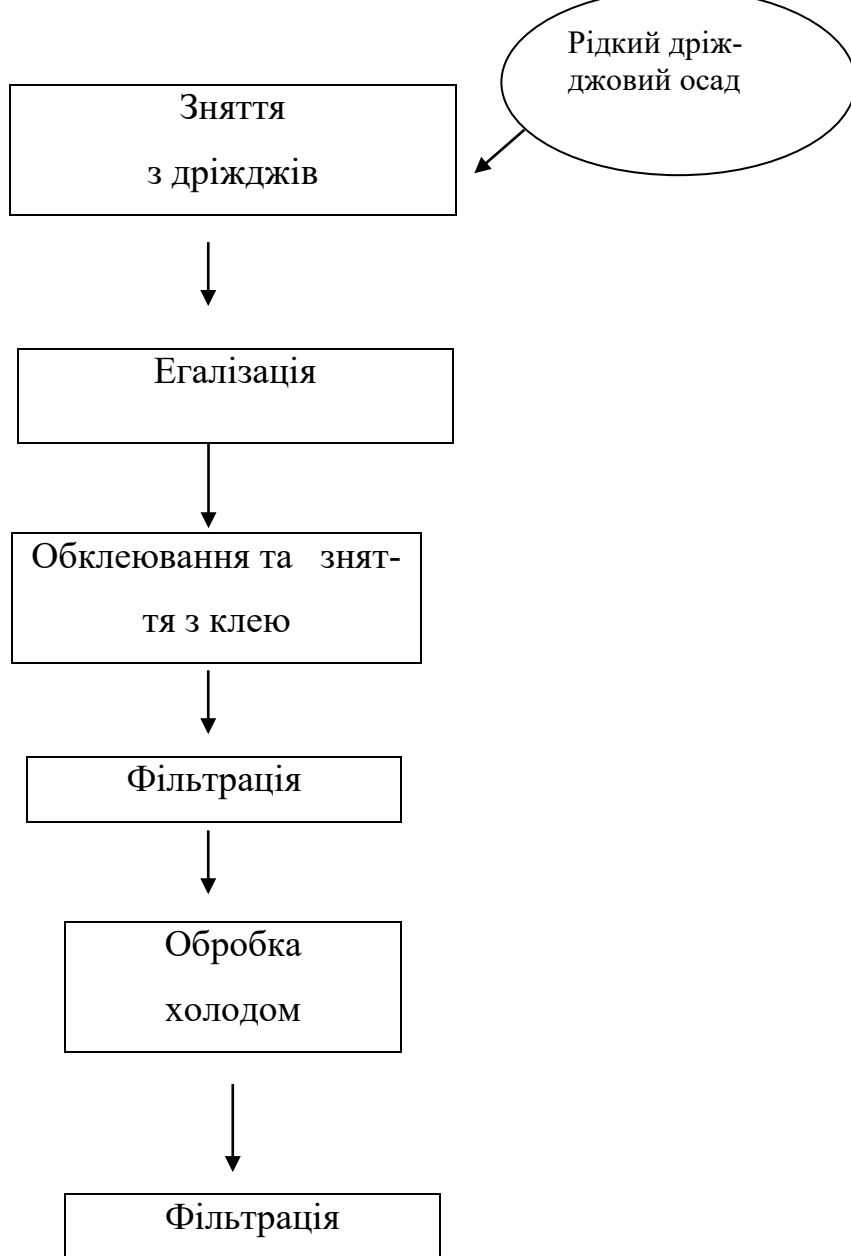 Рідкий дріж-
джовий осад
Зняття
з дріжджів
Егалізація
Обклеювання та знят-
тя з клею
Фільтрація
Обробка
холодом
Фільтрація